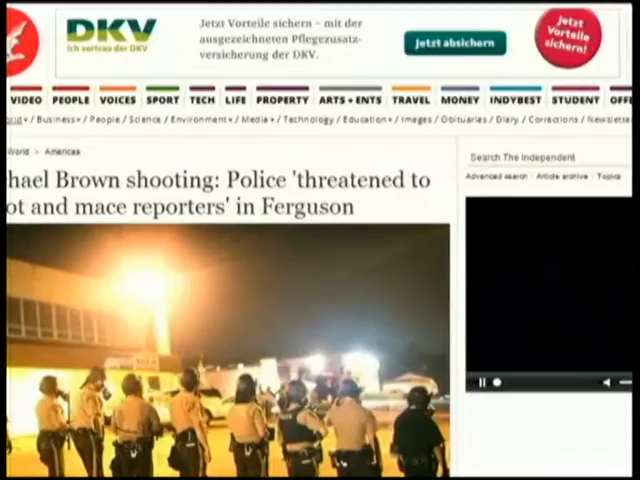 DKV
Ich vertrau der DKV
Jetzt Vorteile sichern – mit der
ausgezeichneten Pflegezusatz-
versicherung der DKV.
Jetzt absichern
Jetzt
Vorteile
sichern!
VIDEO PEOPLE VOICES SPORT TECH LIFE PROPERTY ARTS + ENTS TRAVEL MONEY INDYBEST STUDENT OFF
orld / Business / People / Science / Environment / Media / Technology / Education / Images / Obituaries / Diary / Corrections / Newslette
World > Americas
hael Brown shooting: Police 'threatened to
ot and mace reporters' in Ferguson
Search The Independent
Advanced search Article archive Topics